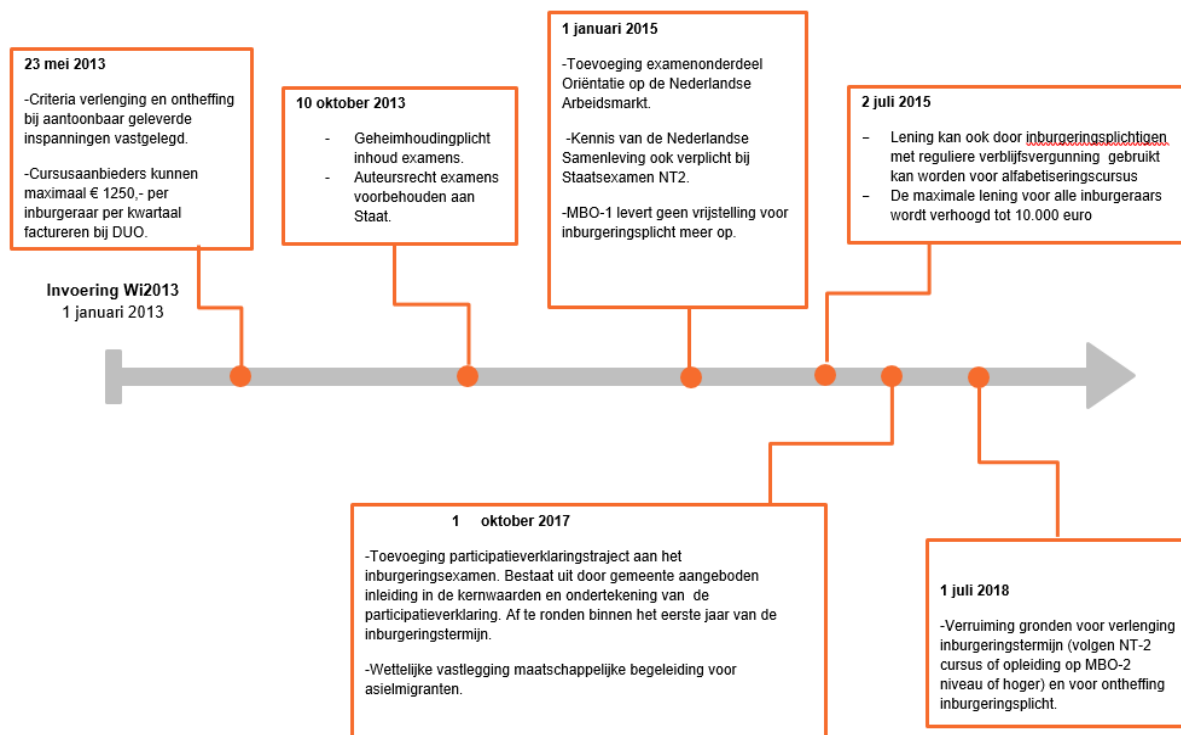 23 mei 2013
-Criteria verlenging en ontheffing
bij aantoonbaar geleverde
inspanningen vastgelegd.
-Cursusaanbieders kunnen
maximaal € 1250,- per
inburgeraar per kwartaal
factureren bij DUO.
Invoering Wi2013
1 januari 2013
10 oktober 2013
- Geheimhoudingplicht
inhoud examens.
- Auteursrecht examens
voorbehouden aan
Staat.
1 januari 2015
-Toevoeging examenonderdeel
Oriëntatie op de Nederlandse
Arbeidsmarkt.
-Kennis van de Nederlandse
Samenleving ook verplicht bij
Staatsexamen NT2.
-MBO-1 levert geen vrijstelling voor
inburgeringsplicht meer op.
2 juli 2015
– Lening kan ook door inburgeringsplichtigen
met reguliere verblijfsvergunning gebruikt
kan worden voor alfabetiseringscursus
– De maximale lening voor alle inburgeraars
wordt verhoogd tot 10.000 euro
1 oktober 2017
-Toevoeging participatieverklaringstraject aan het
inburgeringsexamen. Bestaat uit door gemeente aangeboden
inleiding in de kernwaarden en ondertekening van de
participatieverklaring. Af te ronden binnen het eerste jaar van de
inburgeringstermijn.
-Wettelijke vastlegging maatschappelijke begeleiding voor
asielmigranten.
1 juli 2018
-Verruiming gronden voor verlenging
inburgeringstermijn (volgen NT-2
cursus of opleiding op MBO-2
niveau of hoger) en voor ontheffing
inburgeringsplicht.